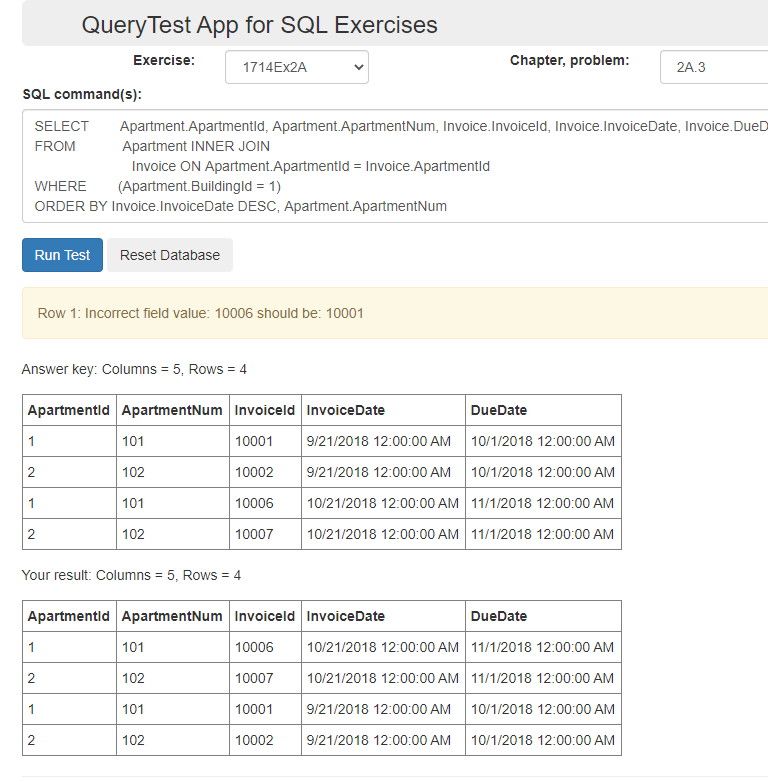 QueryTest App for SQL Exercises
Exercise: 1714Ex2A Chapter, problem: 2A.3
SQL command(s):
SELECT Apartment.ApartmentId, Apartment.ApartmentNum, Invoice.InvoiceId, Invoice.InvoiceDate, Invoice.DueD
FROM Apartment INNER JOIN
Invoice ON Apartment.ApartmentId = Invoice.ApartmentId
WHERE (Apartment.BuildingId = 1)
ORDER BY Invoice.InvoiceDate DESC, Apartment.ApartmentNum
Run Test Reset Database
Row 1: Incorrect field value: 10006 should be: 10001
Answer key: Columns = 5, Rows = 4
ApartmentId ApartmentNum InvoiceId InvoiceDate DueDate
1 101 10001 9/21/2018 12:00:00 AM 10/1/2018 12:00:00 AM
2 102 10002 9/21/2018 12:00:00 AM 10/1/2018 12:00:00 AM
1 101 10006 10/21/2018 12:00:00 AM 11/1/2018 12:00:00 AM
2 102 10007 10/21/2018 12:00:00 AM 11/1/2018 12:00:00 AM
Your result: Columns = 5, Rows = 4
ApartmentId ApartmentNum InvoiceId InvoiceDate DueDate
1 101 10006 10/21/2018 12:00:00 AM 11/1/2018 12:00:00 AM
2 102 10007 10/21/2018 12:00:00 AM 11/1/2018 12:00:00 AM
1 101 10001 9/21/2018 12:00:00 AM 10/1/2018 12:00:00 AM
2 102 10002 9/21/2018 12:00:00 AM 10/1/2018 12:00:00 AM